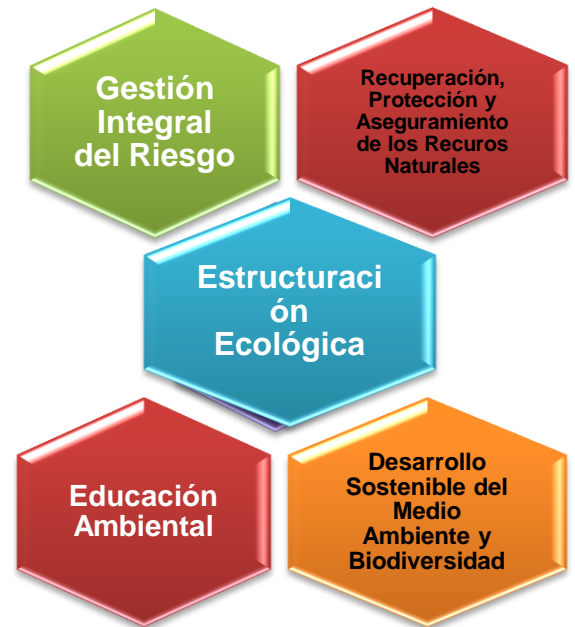 Gestión
Integral
del Riesgo
Recuperación,
Protección y
Aseguramiento
de los Recuros
Naturales
Estructuraci
ón
Ecológica
Educación
Ambiental
Desarrollo
Sostenible del
Medio
Ambiente y
Biodiversidad